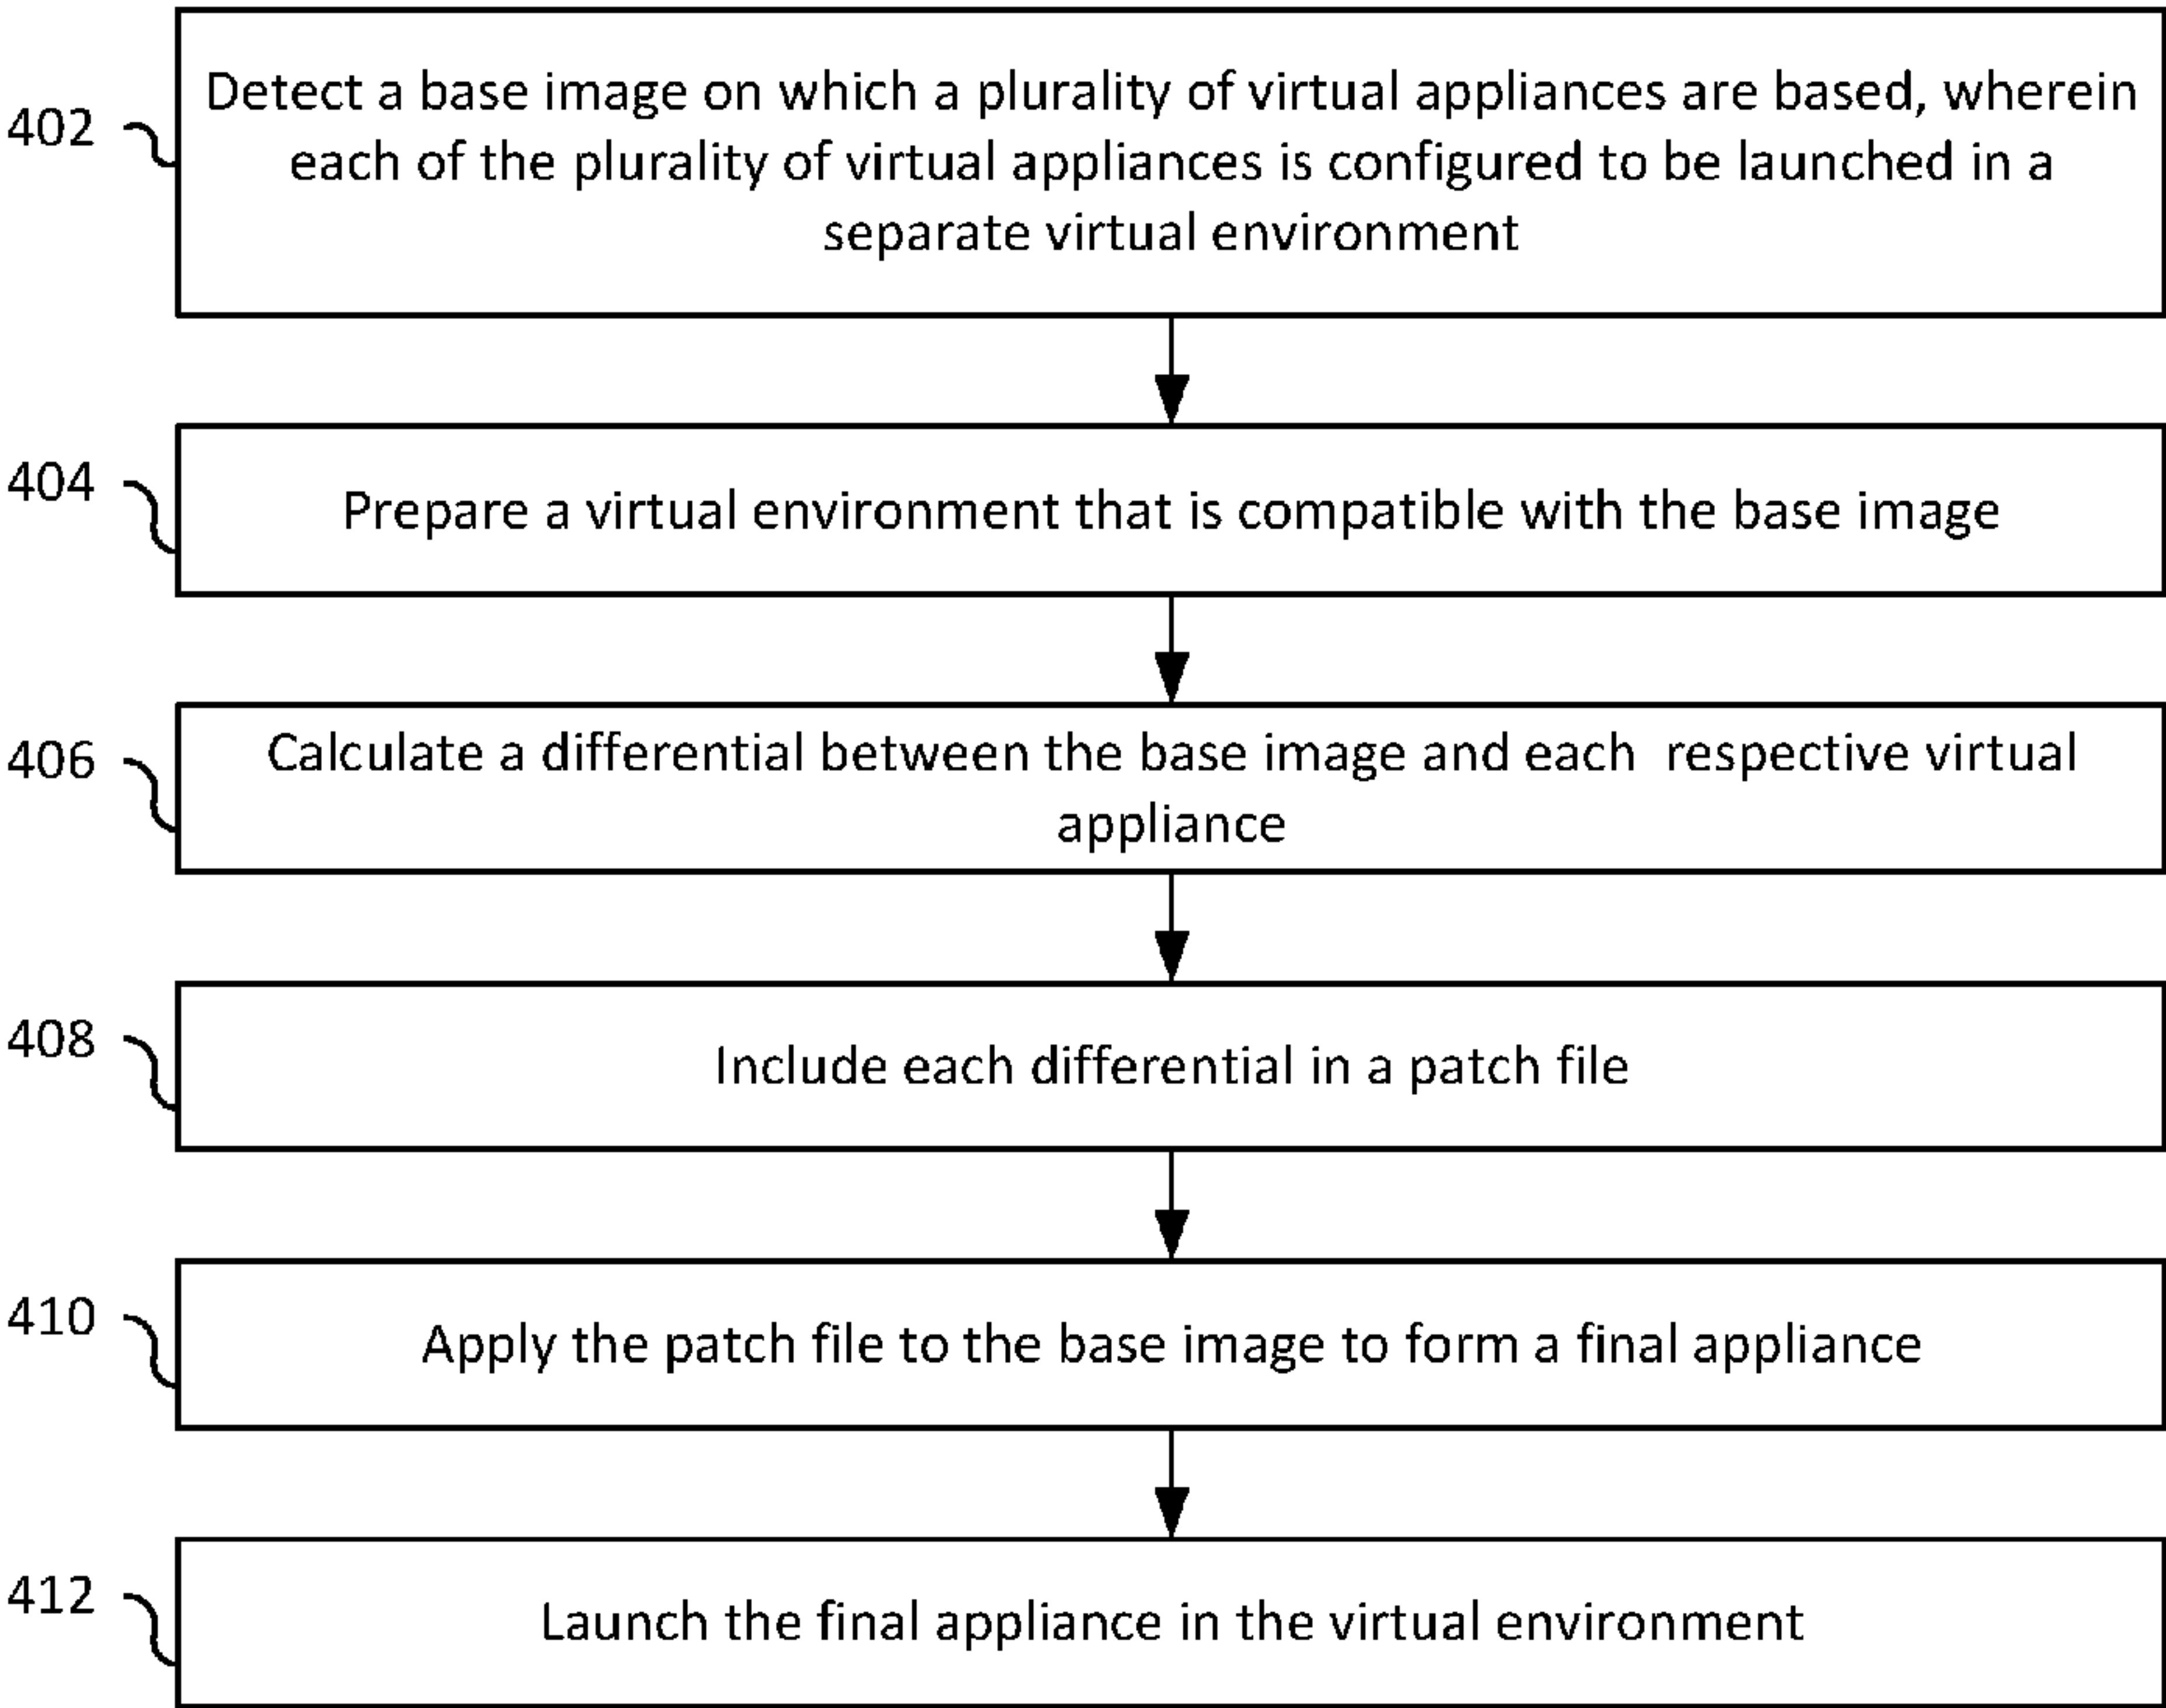 402
Detect a base image on which a plurality of virtual appliances are based, wherein
each of the plurality of virtual appliances is configured to be launched in a
separate virtual environment
404
Prepare a virtual environment that is compatible with the base image
406
Calculate a differential between the base image and each respective virtual
appliance
408
Include each differential in a patch file
410
Apply the patch file to the base image to form a final appliance
412
Launch the final appliance in the virtual environment